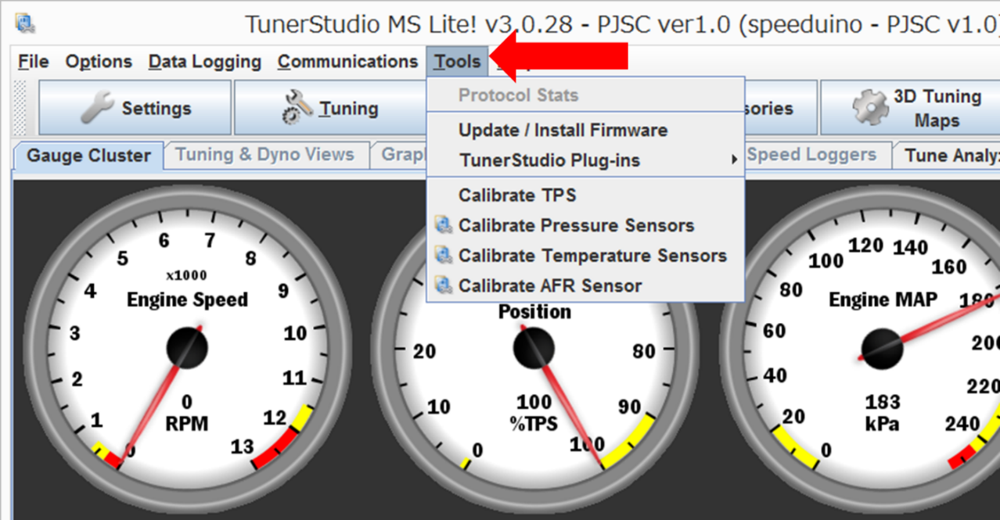 TunerStudio MS Lite! v3.0.28 - PJSC ver1.0 (speeduino - PJSC v1.0)
File Options Data Logging Communications Tools
Protocol Stats
Update / Install Firmware
TunerStudio Plug-ins
Calibrate TPS
Calibrate Pressure Sensors
Calibrate Temperature Sensors
Calibrate AFR Sensor
Settings
Tuning
sories
3D Tuning
Maps
Gauge Cluster
Tuning & Dyno Views
Grap
Speed Loggers
Tune Analyz
0 1 2 3 4 5 6 7 8 9 10 11 12 13
x1000
Engine Speed
0
RPM
0 10 20 80 90 100
Position
100
%TPS
0 20 40 60 80 100 120 140 160 180 200 220 240
Engine MAP
183
kPa